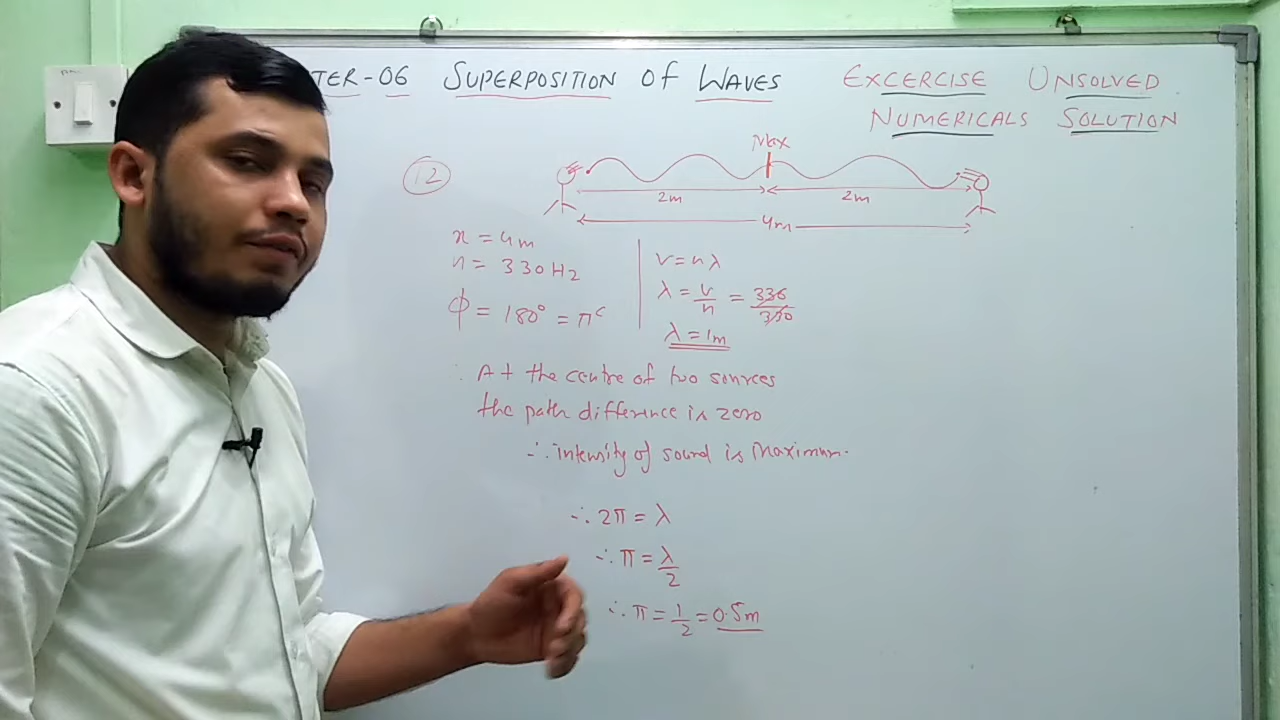 TER-06 SUPERPOSITION OF WAVES EXCERCISE UNSOLVED
NUMERICALS SOLUTION
12
Max
2m 2m
4m
x = 4m
n = 330Hz
ϕ = 180° = πᶜ
v = nλ
λ = v/n = 330/330
λ = 1m
∴ At the centre of two sources
the path difference is zero
∴ intensity of sound is Maximum.
∴ 2π = λ
∴ π = λ/2
∴ π = 1/2 = 0.5m